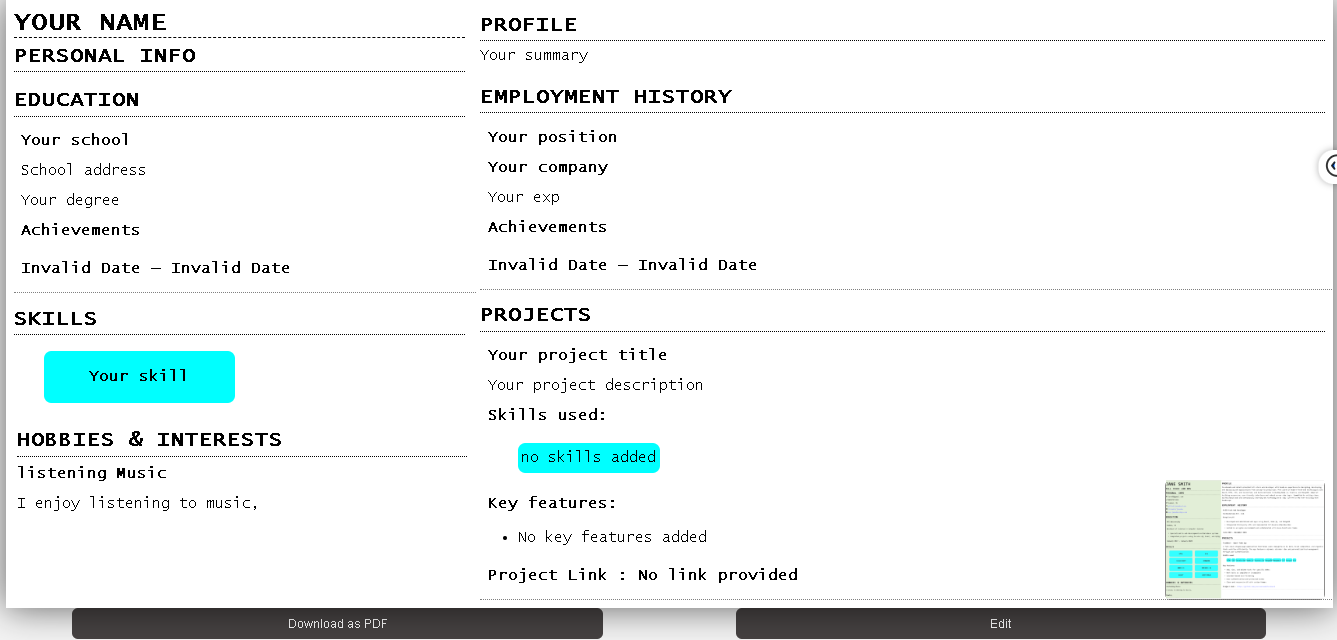 YOUR NAME
PERSONAL INFO
EDUCATION
Your school
School address
Your degree
Achievements
Invalid Date – Invalid Date
SKILLS
Your skill
HOBBIES & INTERESTS
listening Music
I enjoy listening to music,
PROFILE
Your summary
EMPLOYMENT HISTORY
Your position
Your company
Your exp
Achievements
Invalid Date – Invalid Date
PROJECTS
Your project title
Your project description
Skills used:
no skills added
Key features:
• No key features added
Project Link : No link provided
JANE SMITH
Download as PDF
Edit